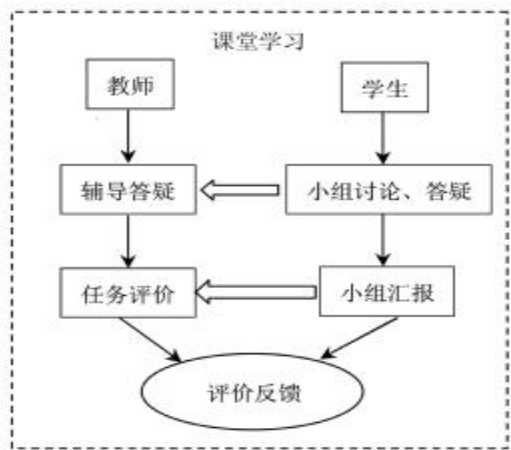 课堂学习
教师
学生
辅导答疑
小组讨论、答疑
任务评价
小组汇报
评价反馈